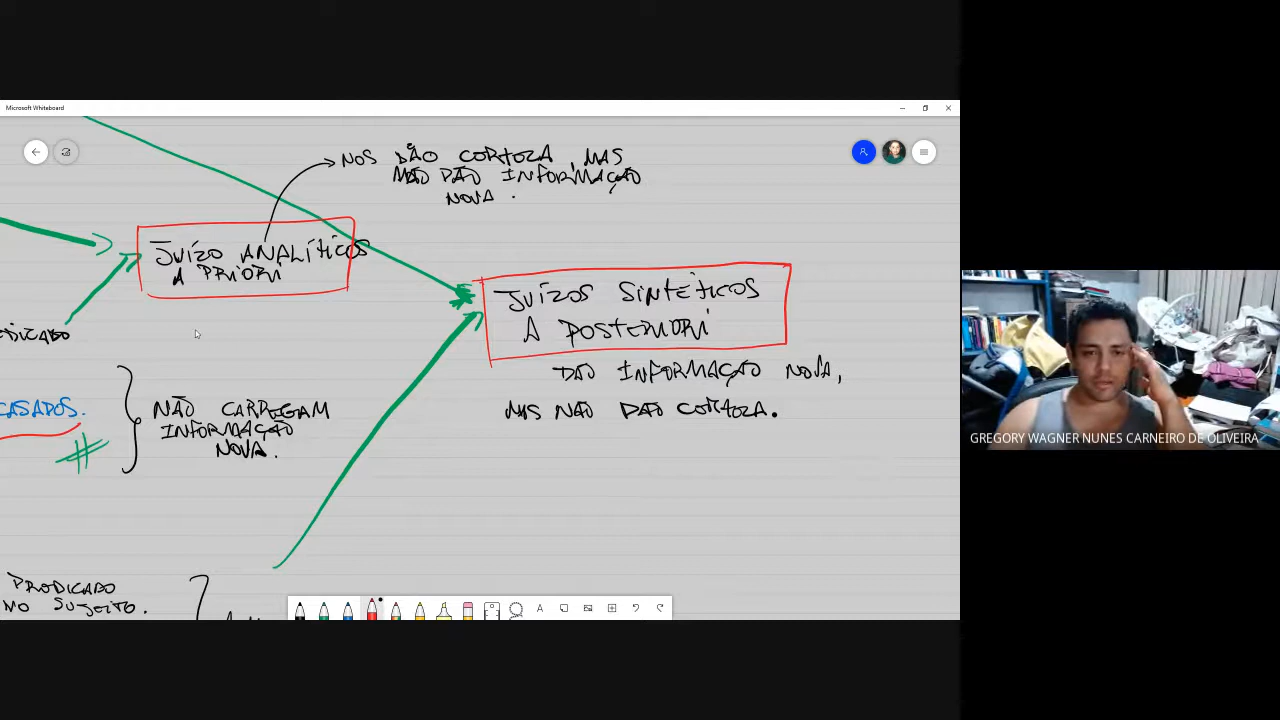 Microsoft Whiteboard
NOS DÃO CERTEZA, MAS
NÃO DÃO INFORMAÇÃO
NOVA.
JUÍZO ANALÍTICOS
A PRIORI
JUÍZOS SINTÉTICOS
A POSTERIORI
EDICADO
DÃO INFORMAÇÃO NOVA,
MAS NÃO DÃO CERTEZA.
CASADOS.
NÃO CARREGAM
INFORMAÇÃO
NOVA.
GREGORY WAGNER NUNES CARNEIRO DE OLIVEIRA
PREDICADO
NO SUJEITO.
A